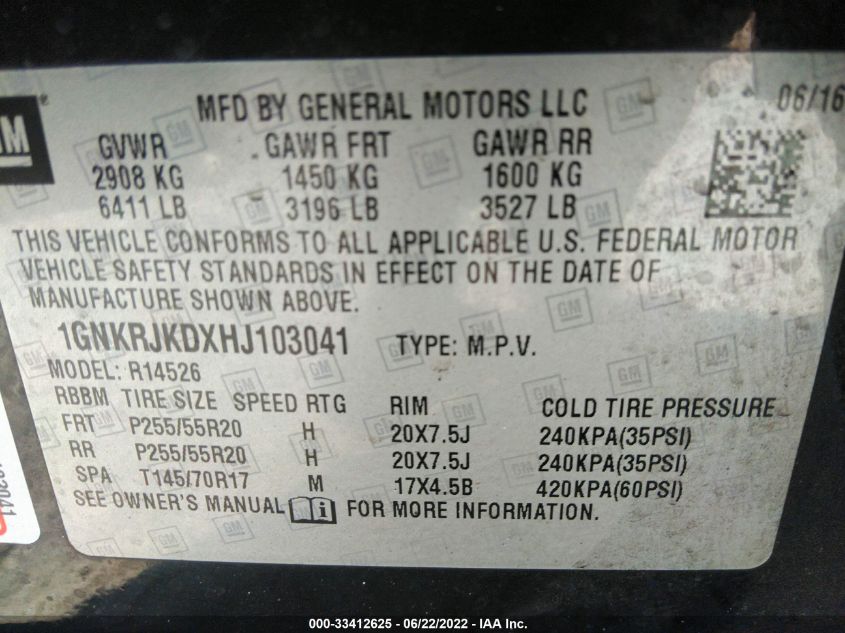 GM
MFD BY GENERAL MOTORS LLC 06/16
GVWR GAWR FRT GAWR RR
2908 KG 1450 KG 1600 KG
6411 LB 3196 LB 3527 LB
THIS VEHICLE CONFORMS TO ALL APPLICABLE U.S. FEDERAL MOTOR
VEHICLE SAFETY STANDARDS IN EFFECT ON THE DATE OF
MANUFACTURE SHOWN ABOVE.
1GNKRJKDXHJ103041 TYPE: M.P.V.
MODEL: R14526
RBBM TIRE SIZE SPEED RTG RIM COLD TIRE PRESSURE
FRT P255/55R20 H 20X7.5J 240KPA(35PSI)
RR P255/55R20 H 20X7.5J 240KPA(35PSI)
SPA T145/70R17 M 17X4.5B 420KPA(60PSI)
SEE OWNER'S MANUAL FOR MORE INFORMATION.
000-33412625 - 06/22/2022 - IAA Inc.